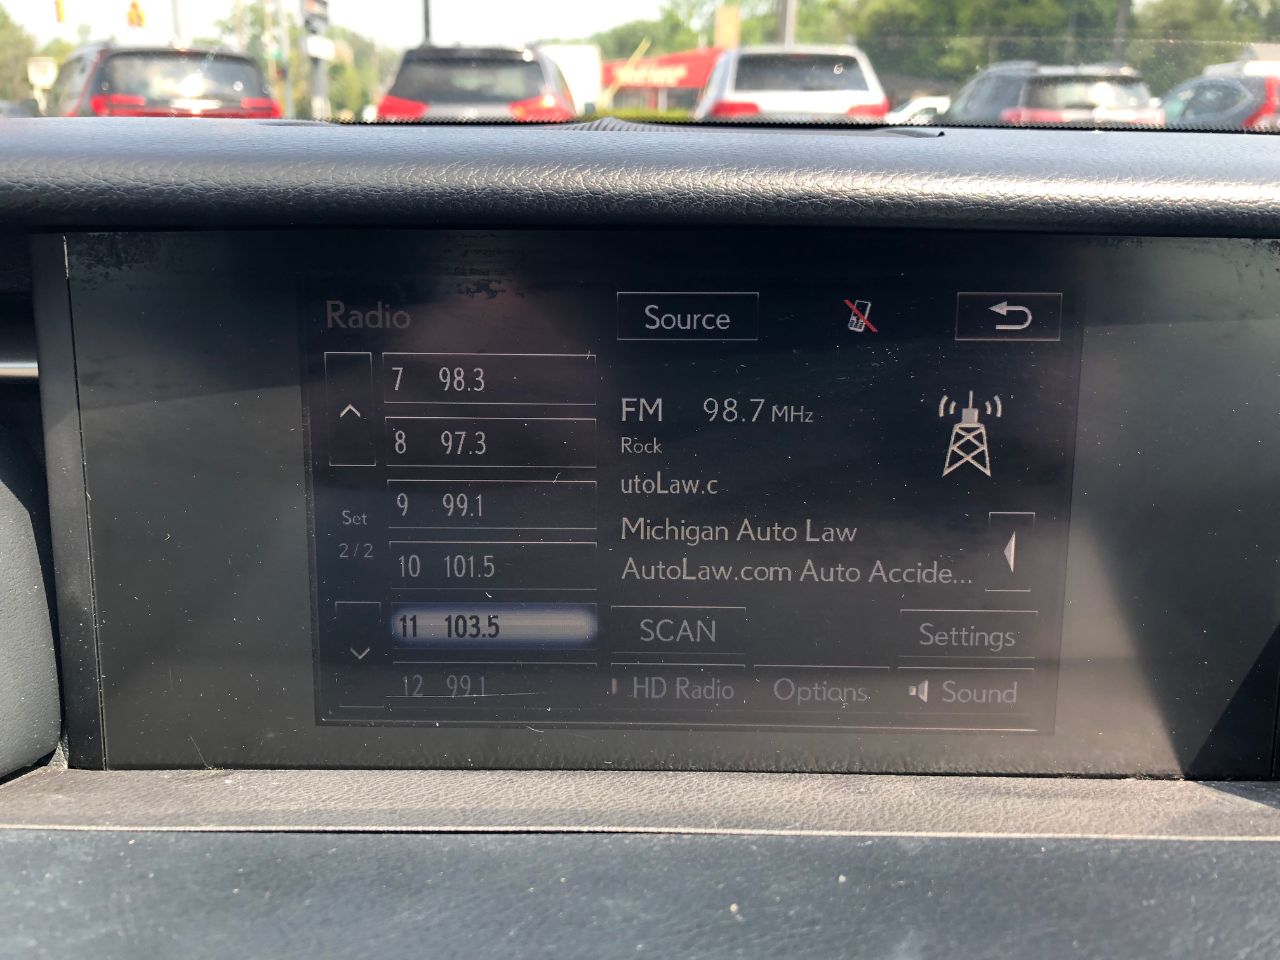 Radio
Source
7 98.3
8 97.3
9 99.1
10 101.5
11 103.5
12 99.1
Set
2/2
FM 98.7 MHz
Rock
utoLaw.c
Michigan Auto Law
AutoLaw.com Auto Accide...
SCAN
Settings
HD Radio
Options
Sound